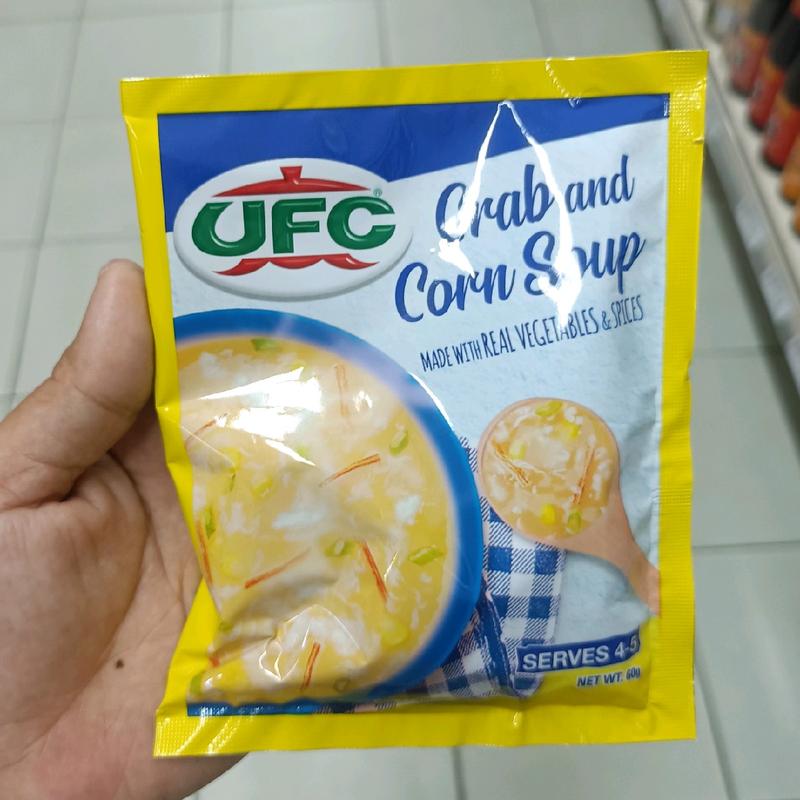 UFC
®
Crab and
Corn Soup
MADE WITH REAL VEGETABLES & SPICES
SERVES 4-5
NET WT. 60g